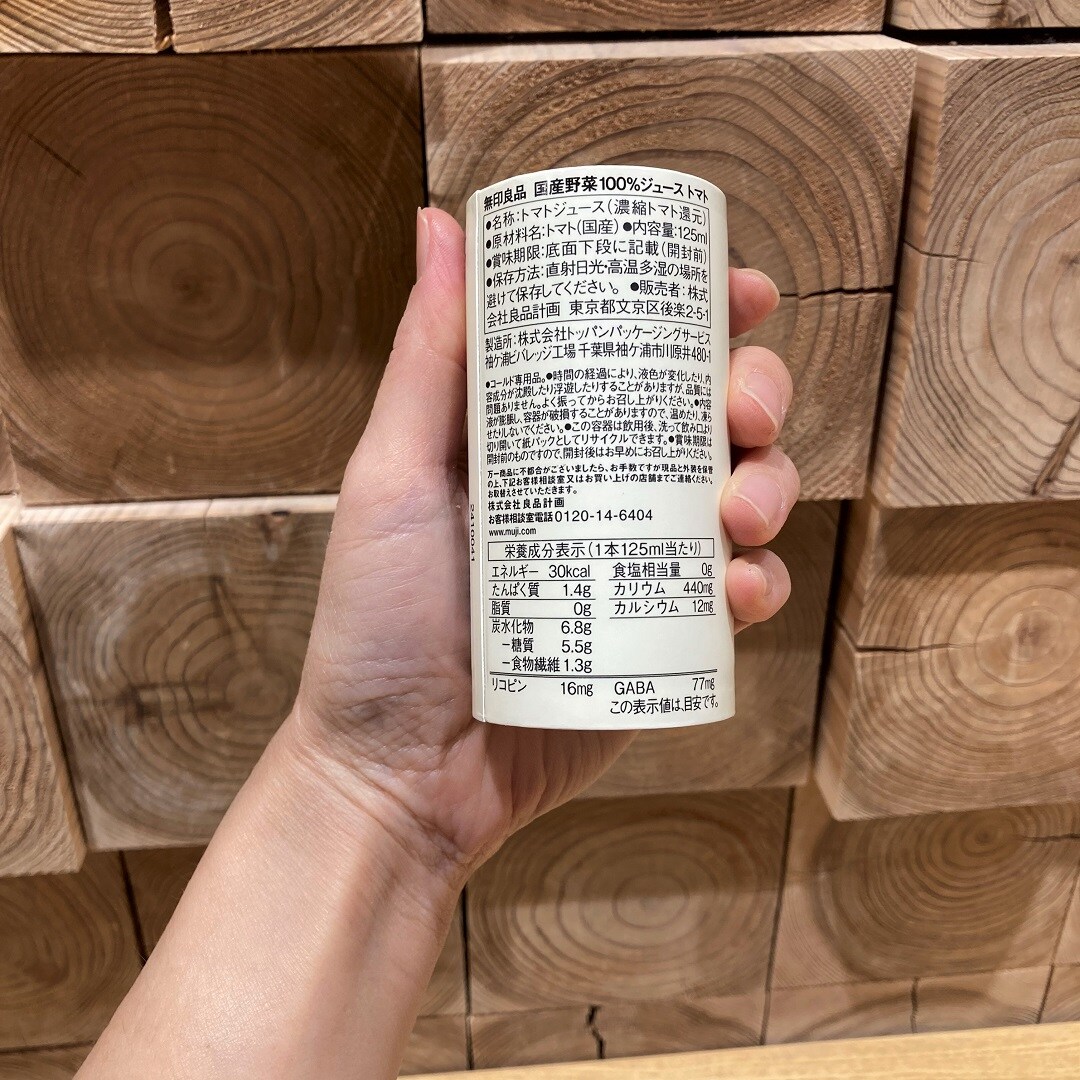 無印良品 国産野菜100%ジュース トマト
●名称:トマトジュース(濃縮トマト還元)
●原材料名:トマト(国産) ●内容量:125ml
●賞味期限:底面下段に記載(開封前)
●保存方法:直射日光・高温多湿の場所を
避けて保存してください。 ●販売者:株式
会社良品計画 東京都文京区後楽2-5-1
製造所:株式会社トッパンパッケージングサービス
袖ケ浦ビバレッジ工場 千葉県袖ケ浦市川原井480-1
●コールド専用品。●時間の経過により、液色が変化したり、内
容成分が沈殿したり浮遊したりすることがありますが、品質には
問題ありません。よく振ってからお召し上がりください。●内容
液が膨脹し、容器が破損することがありますので、温めたり、凍ら
せたりしないでください。●この容器は飲用後、洗って飲み口より
切り開いて紙パックとしてリサイクルできます。●賞味期限は
開封前のものですので、開封後はお早めにお召し上がりください。
万一商品に不都合がございましたら、お手数ですが現品と外装を保管
の上、下記お客様相談室又はお買い上げの店舗までご連絡ください。
お取替えさせていただきます。
株式会社 良品計画
お客様相談室電話0120-14-6404
www.muji.com
2410041
栄養成分表示(1本125ml当たり)
エネルギー 30kcal 食塩相当量 0g
たんぱく質 1.4g カリウム 440mg
脂質 0g カルシウム 12mg
炭水化物 6.8g
－糖質 5.5g
－食物繊維 1.3g
リコピン 16mg GABA 77mg
この表示値は、目安です。